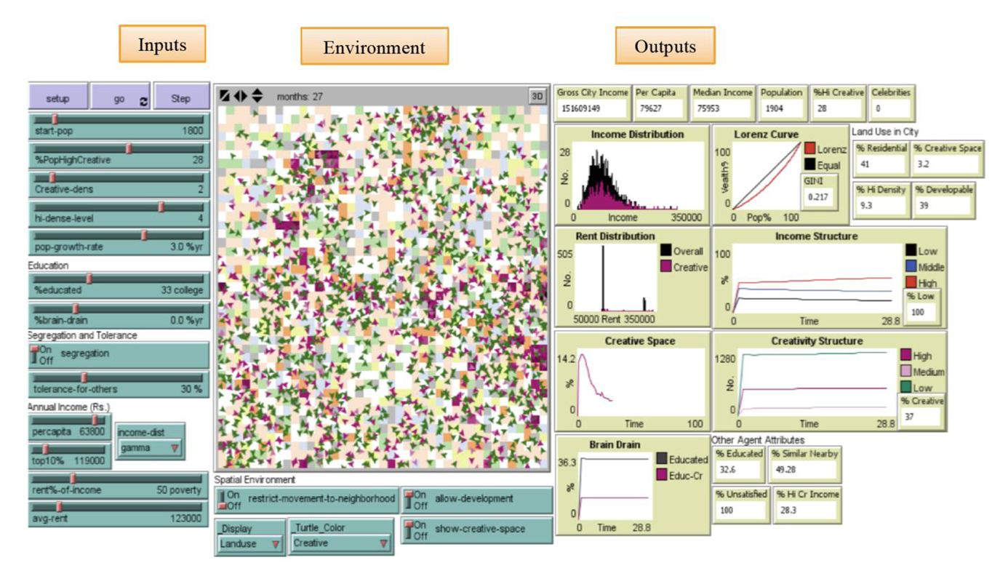 Inputs
Environment
Outputs
setup
go
Step
start-pop 1800
%PopHighCreative 28
Creative-dens 2
hi-dense-level 4
pop-growth-rate 3.0 %yr
Education
%educated 33 college
%brain-drain 0.0 %yr
Segregation and Tolerance
On
Off
segregation
tolerance-for-others 30 %
Annual Income (Rs.)
percapita 63800
top10% 119000
income-dist
gamma
rent%-of-income 50 poverty
avg-rent 123000
months: 27
3D
Spatial Environment
On
Off
restrict-movement-to-neighborhood
On
Off
allow-development
_Display
Landuse
_Turtle_Color
Creative
On
Off
show-creative-space
Gross City Income
151609149
Per Capita
79627
Median Income
75953
Population
1904
%Hi Creative
28
Celebrities
0
Income Distribution
28
No.
0
0
Income
350000
Lorenz Curve
100
Wealth%
0
0
Pop%
100
Lorenz
Equal
GINI
0.217
Land Use in City
% Residential
41
% Creative Space
3.2
% Hi Density
9.3
% Developable
39
Rent Distribution
505
No.
0
50000 Rent 350000
Overall
Creative
Income Structure
100
%
0
0
Time
28.8
Low
Middle
High
% Low
100
Creative Space
14.2
%
0
0
Time
100
Creativity Structure
1280
No.
0
0
Time
28.8
High
Medium
Low
% Creative
37
Brain Drain
36.3
%
0
0
Time
28.8
Educated
Educ-Cr
Other Agent Attributes
% Educated
32.6
% Similar Nearby
49.28
% Unsatisfied
100
% Hi Cr Income
28.3